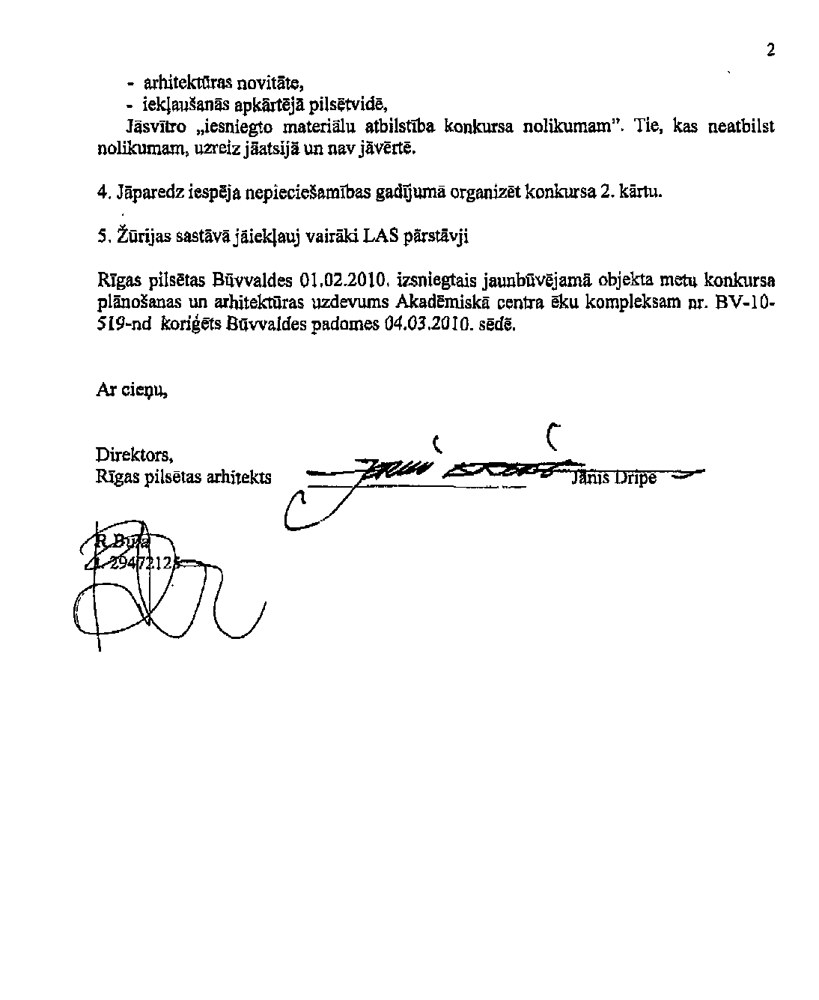 2
- arhitektūras novitāte,
- iekļaušanās apkārtējā pilsētvidē,
Jāsvītro „iesniegto materiālu atbilstība konkursa nolikumam”. Tie, kas neatbilst
nolikumam, uzreiz jāatsijā un nav jāvērtē.
4. Jāparedz iespēja nepieciešamības gadījumā organizēt konkursa 2. kārtu.
5. Žūrijas sastāvā jāiekļauj vairāki LAS pārstāvji
Rīgas pilsētas Būvvaldes 01.02.2010. izsniegtais jaunbūvējamā objekta metu konkursa
plānošanas un arhitektūras uzdevums Akadēmiskā centra ēku kompleksam nr. BV-10-
519-nd koriģēts Būvvaldes padomes 04.03.2010. sēdē.
Ar cieņu,
Direktors,
Rīgas pilsētas arhitekts Jānis Dripe